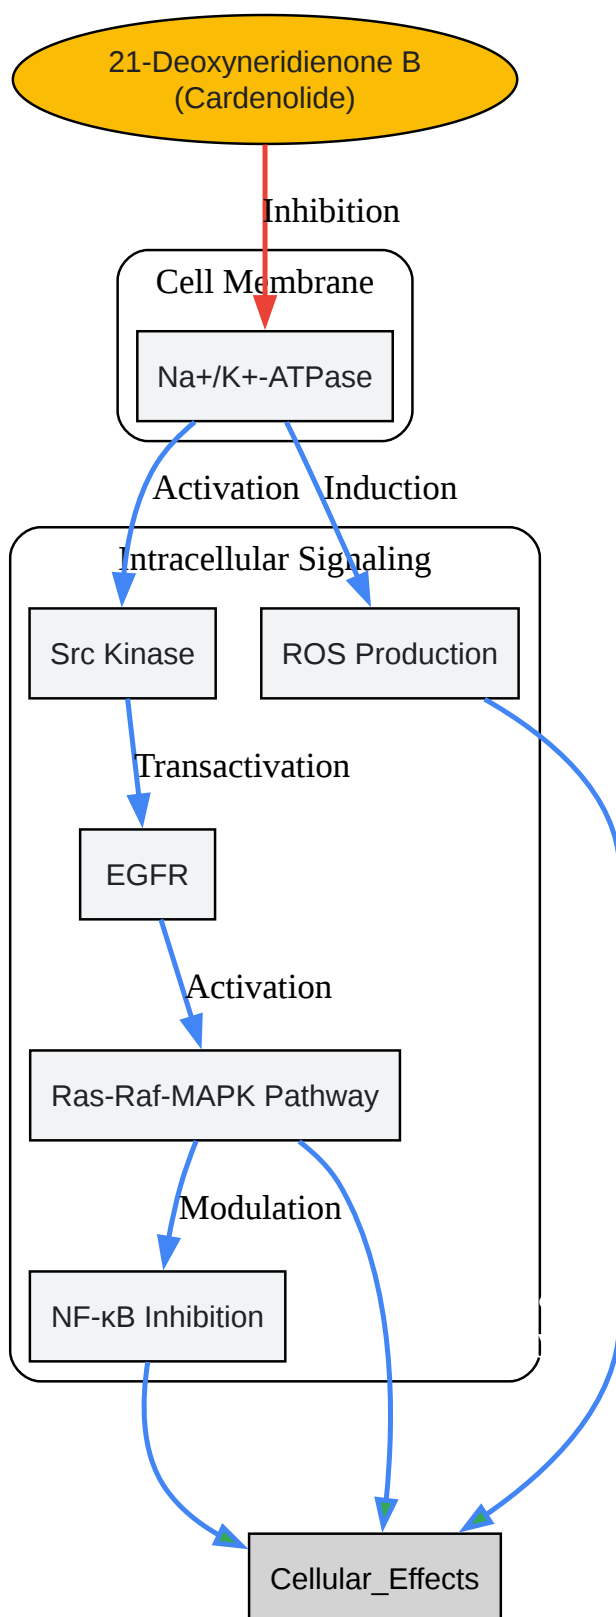 21-Deoxyneridienone B
(Cardenolide)
Inhibition
Cell Membrane
Na+/K+-ATPase
Activation
Induction
Intracellular Signaling
Src Kinase
ROS Production
Transactivation
EGFR
Activation
Ras-Raf-MAPK Pathway
Modulation
NF-κB Inhibition
Cellular_Effects